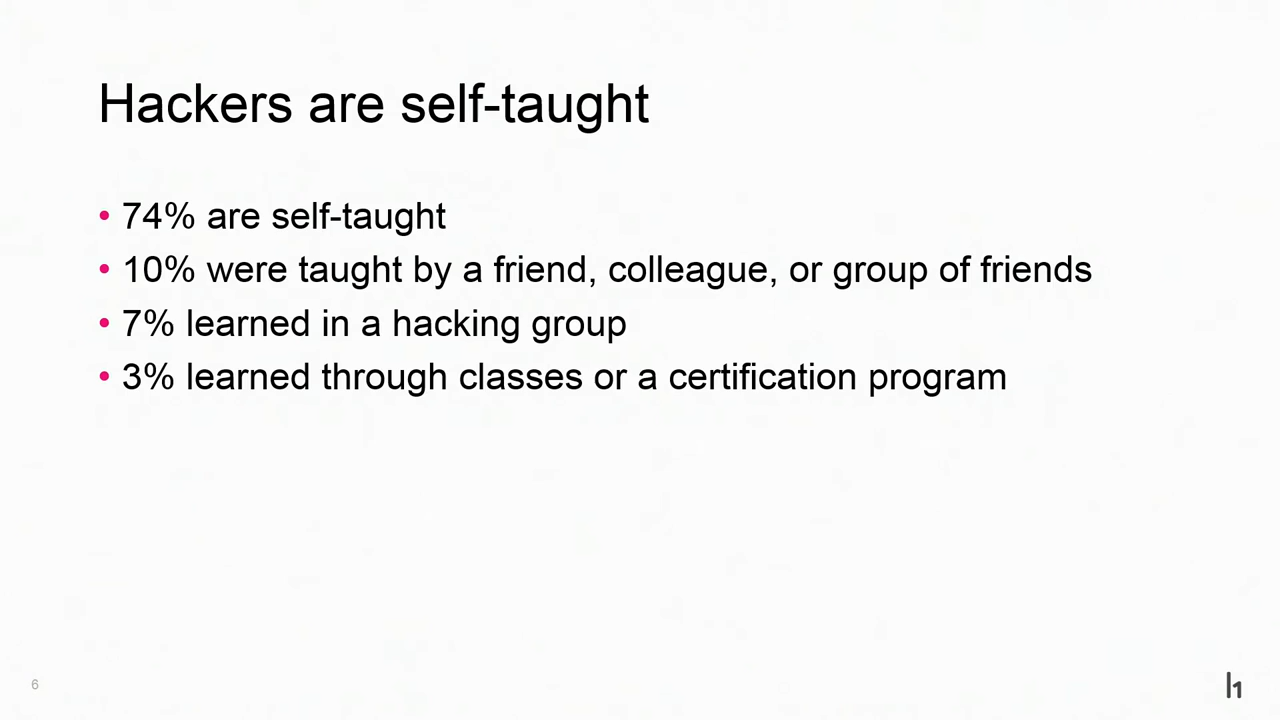 Hackers are self-taught
• 74% are self-taught
• 10% were taught by a friend, colleague, or group of friends
• 7% learned in a hacking group
• 3% learned through classes or a certification program
6
l1